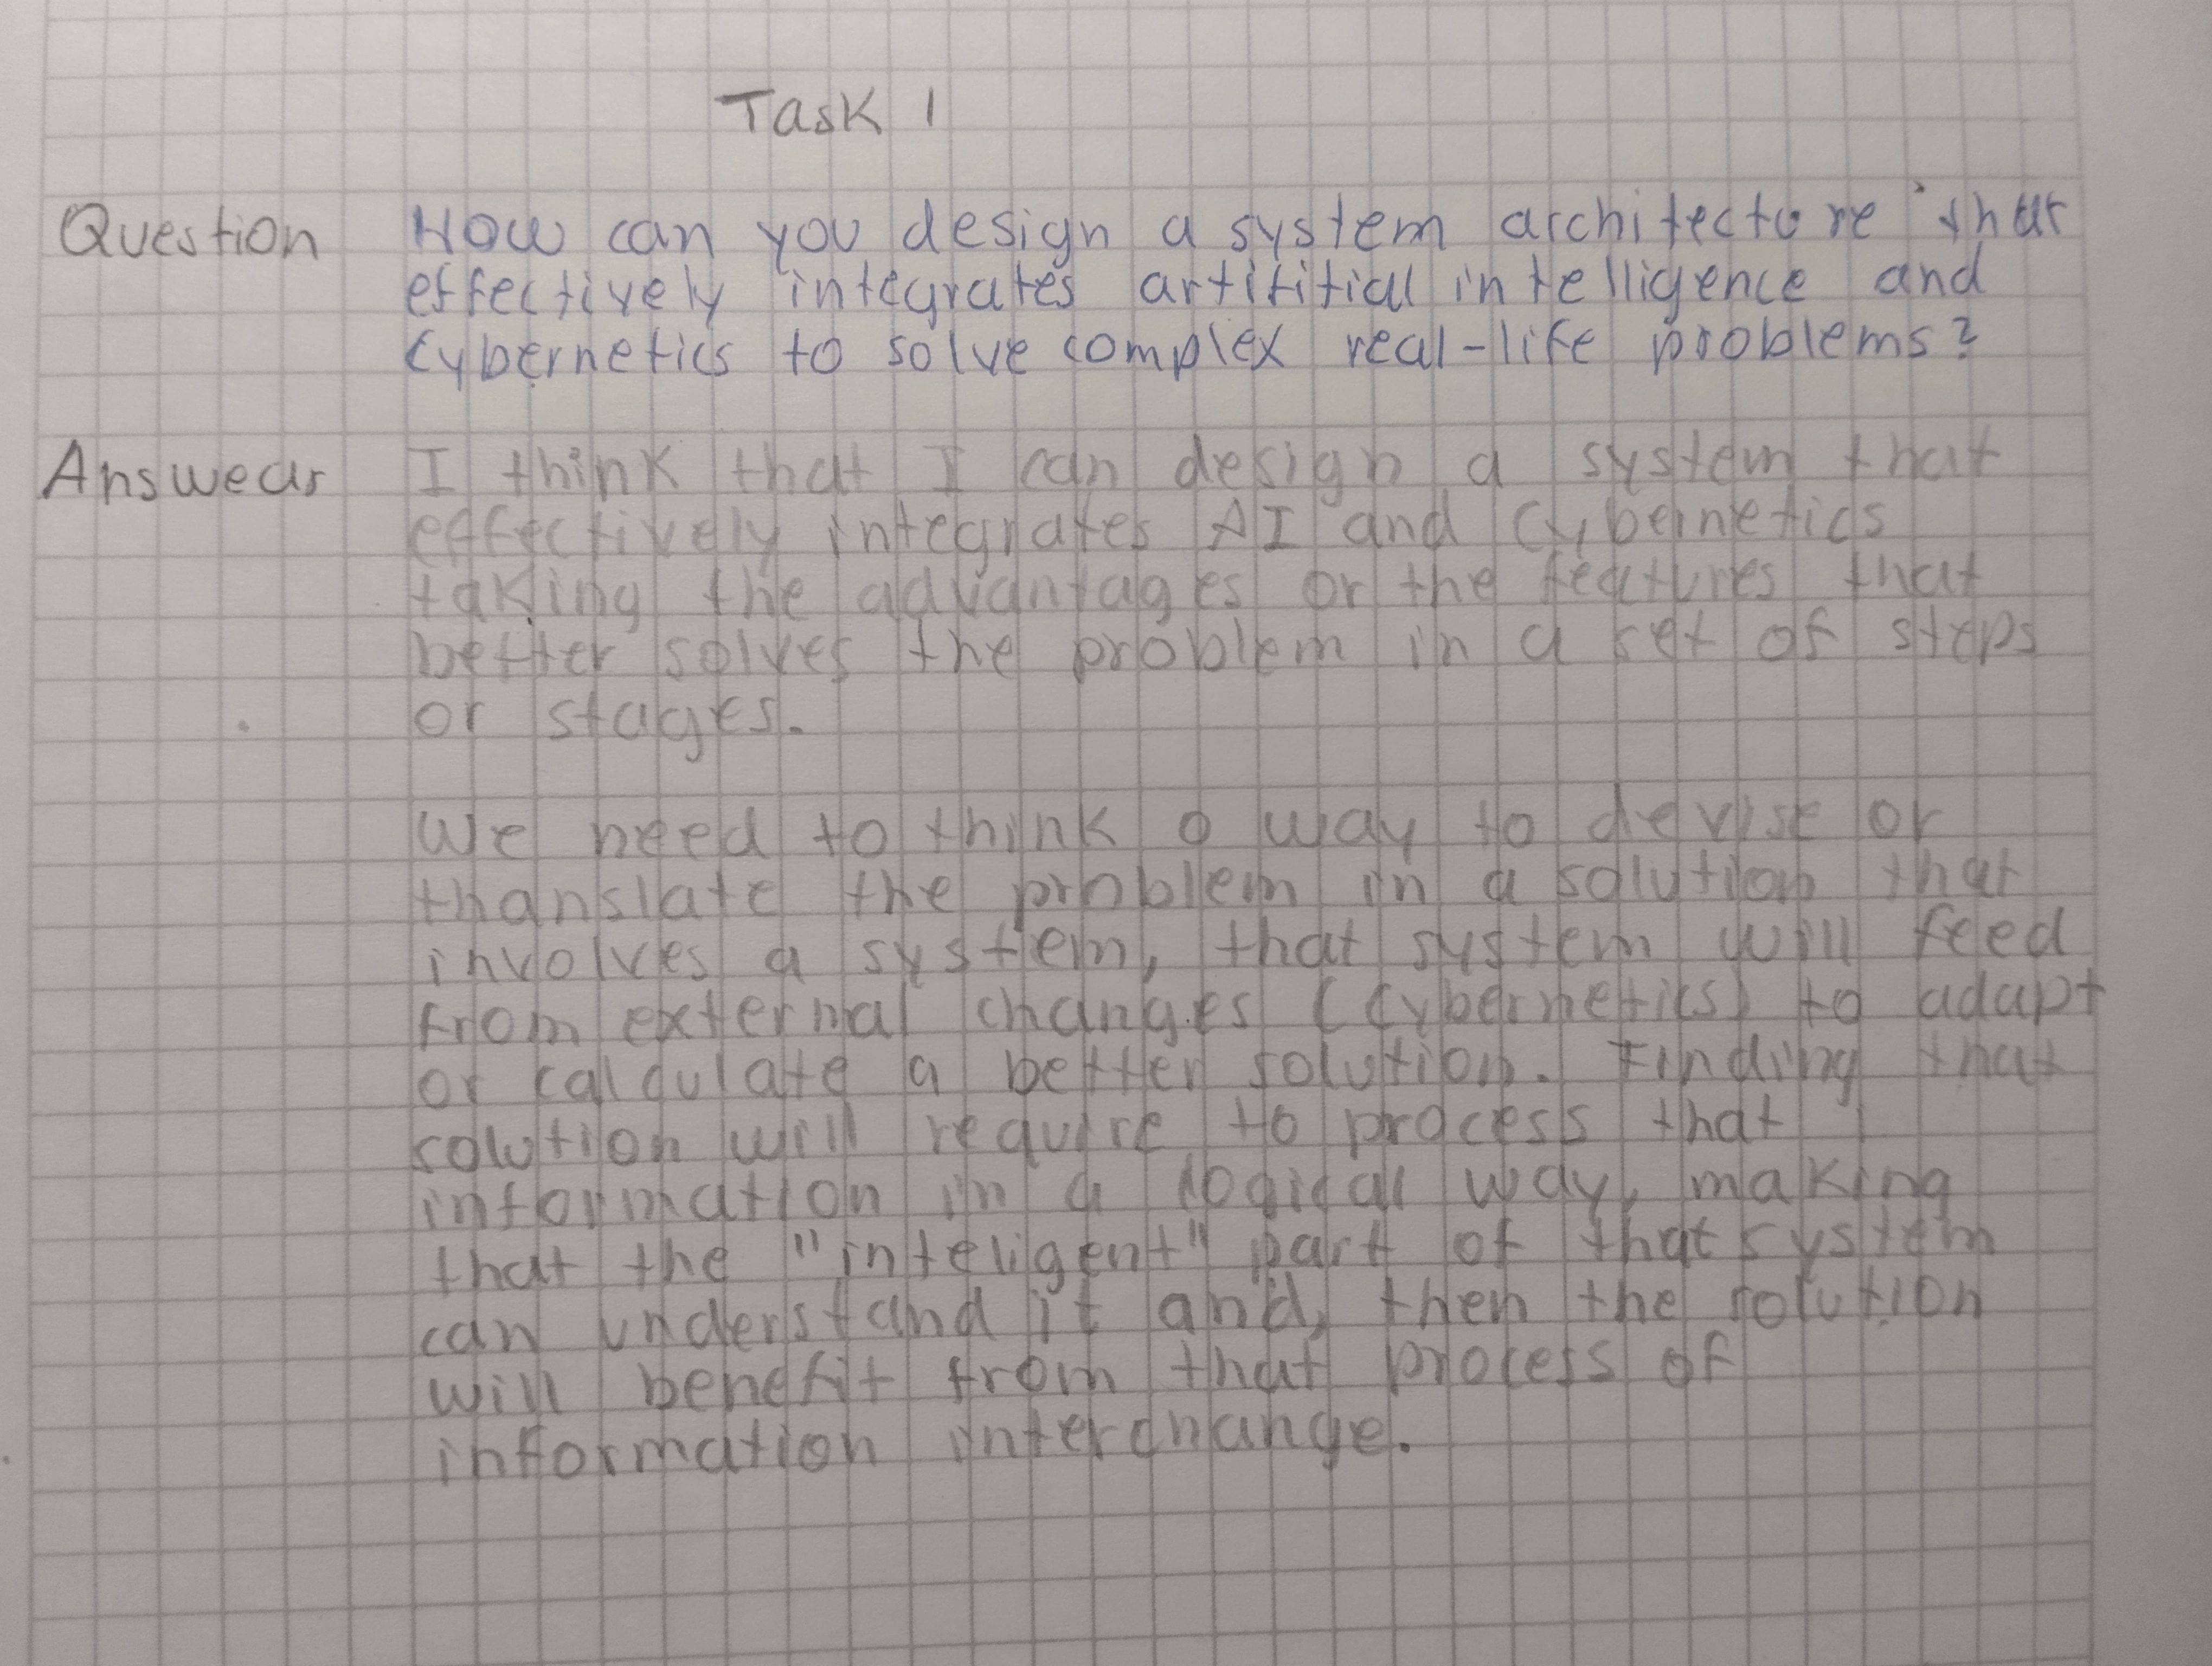 Task 1
Question How can you design a system architecture that
effectively integrates artifitial intelligence and
Cybernetics to solve complex real-life problems?
Answear I think that I can design a system that
effectively integrates AI and Cybernetics
taking the advantages or the features that
better solves the problem in a set of steps
or stages.
We need to think o way to devise or
thanslate the problem in a solution that
involves a system, that system will feed
from external changes (Cybernetics) to adapt
or calculate a better solution. Finding that
solution will require to process that
information in a logical way, making
that the "inteligent" part of that system
can understand it and, then the solution
will benefit from that process of
information interchange.